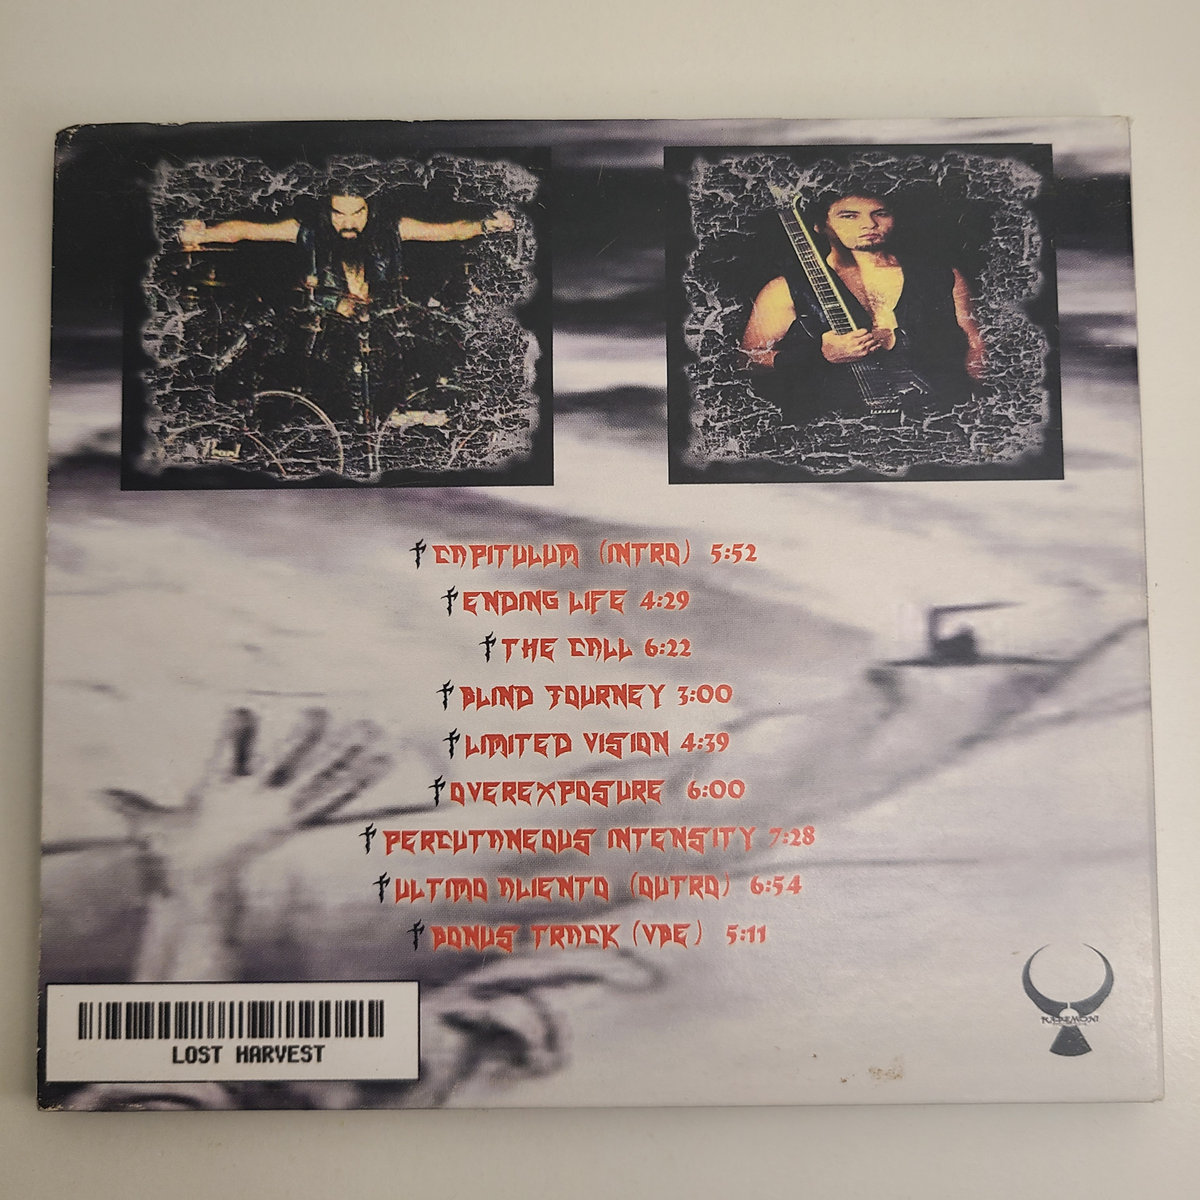 CAPITULUM (INTRO) 5:52
ENDING LIFE 4:29
THE CALL 6:22
BLIND JOURNEY 3:00
LIMITED VISION 4:39
OVEREXPOSURE 6:00
PERCUTANEOUS INTENSITY 7:28
ULTIMO ALIENTO (OUTRO) 6:54
BONUS TRACK (VBE) 5:11
LOST HARVEST